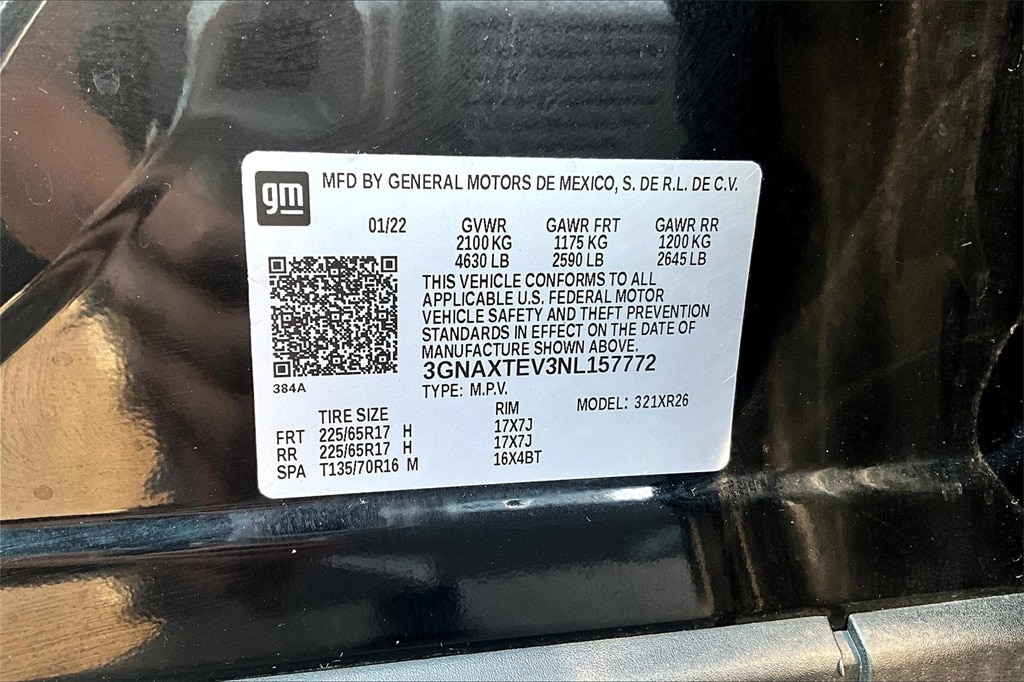 gm
MFD BY GENERAL MOTORS DE MEXICO, S. DE R.L. DE C.V.
01/22 GVWR GAWR FRT GAWR RR
2100 KG 1175 KG 1200 KG
4630 LB 2590 LB 2645 LB
THIS VEHICLE CONFORMS TO ALL
APPLICABLE U.S. FEDERAL MOTOR
VEHICLE SAFETY AND THEFT PREVENTION
STANDARDS IN EFFECT ON THE DATE OF
MANUFACTURE SHOWN ABOVE.
3GNAXTEV3NL157772
384A
TYPE: M.P.V.
MODEL: 321XR26
TIRE SIZE RIM
FRT 225/65R17 H 17X7J
RR 225/65R17 H 17X7J
SPA T135/70R16 M 16X4BT